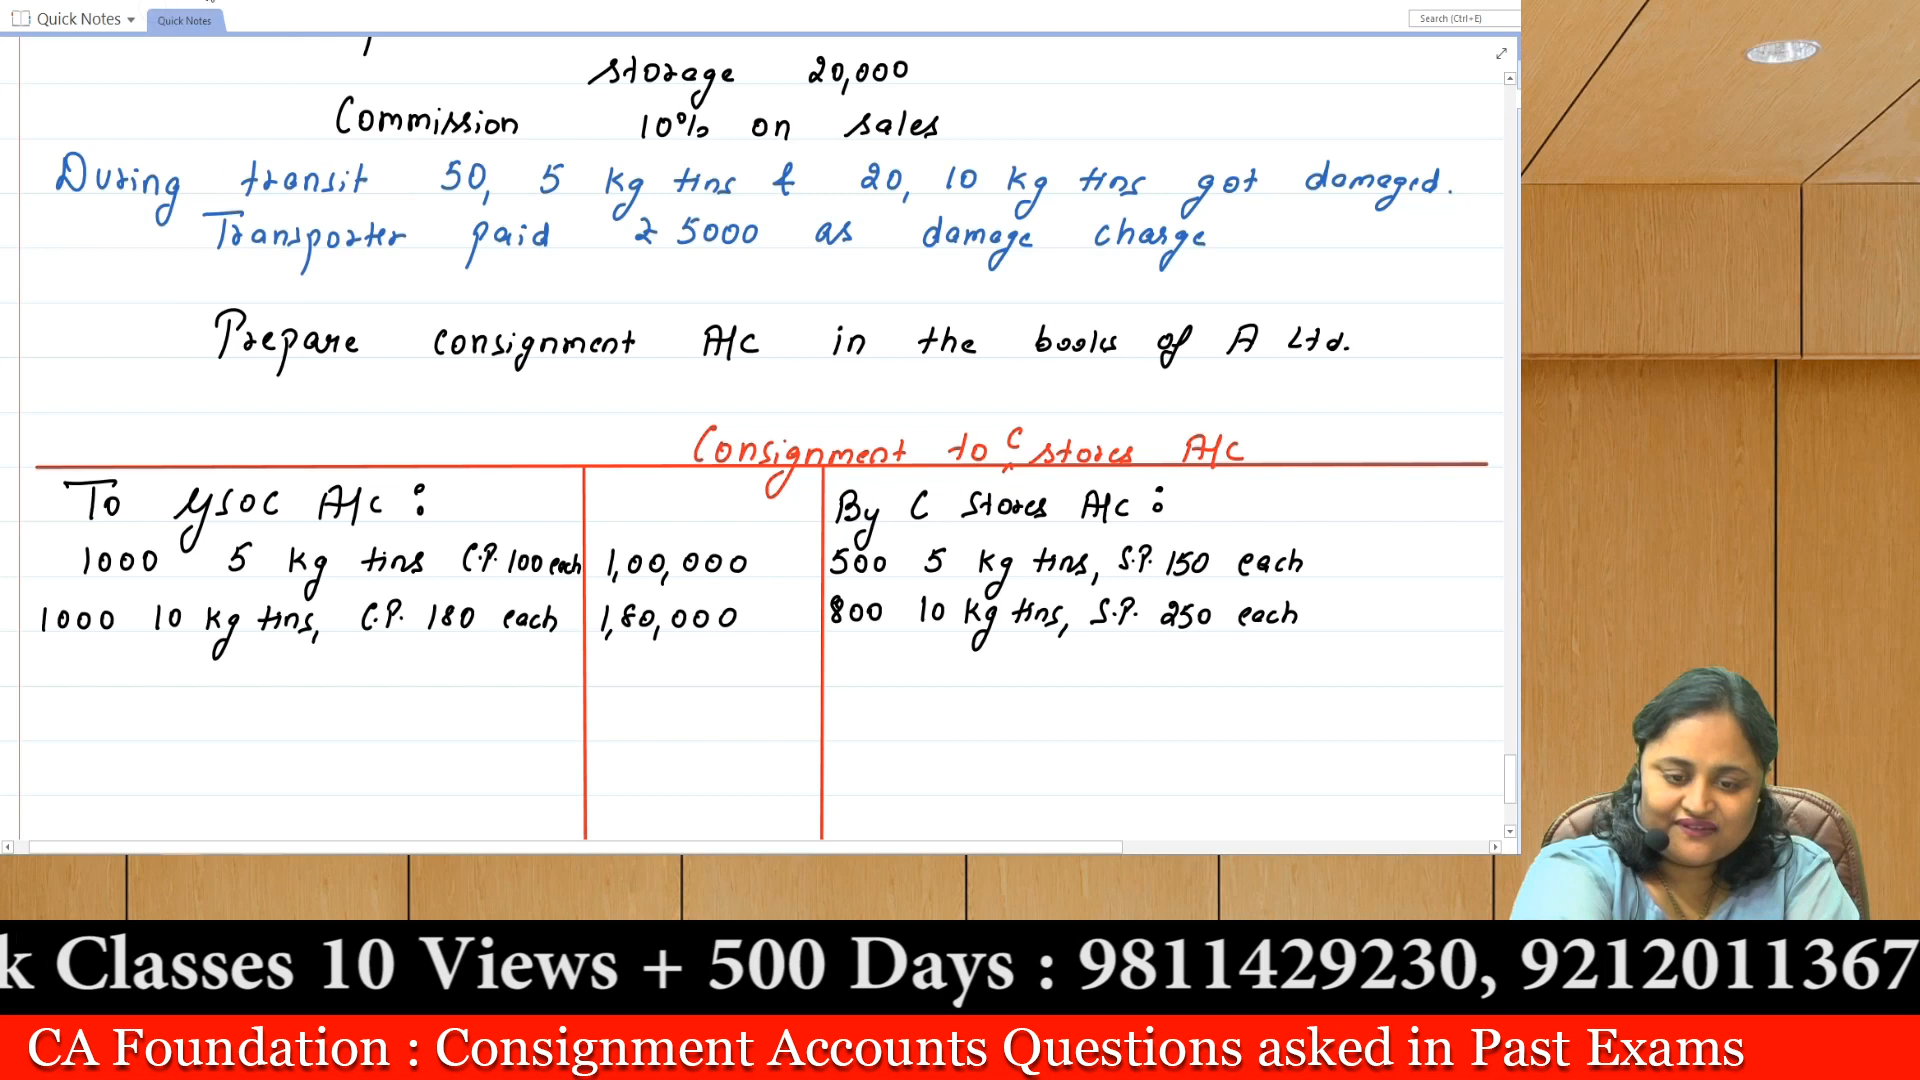 Quick Notes
Quick Notes
Search (Ctrl+E)
storage 20,000
Commission 10% on sales
During transit 50, 5 kg tins & 20, 10 kg tins got damaged.
Transporter paid ₹ 5000 as damage charge
Prepare consignment A/c in the books of A Ltd.
Consignment to C stores A/c
To GSOC A/c :
1000 5 kg tins C.P. 100 each 1,00,000
1000 10 kg tins, C.P. 180 each 1,80,000
By C Stores A/c :
500 5 kg tins, S.P. 150 each
800 10 kg tins, S.P. 250 each
k Classes 10 Views + 500 Days : 9811429230, 9212011367
CA Foundation : Consignment Accounts Questions asked in Past Exams